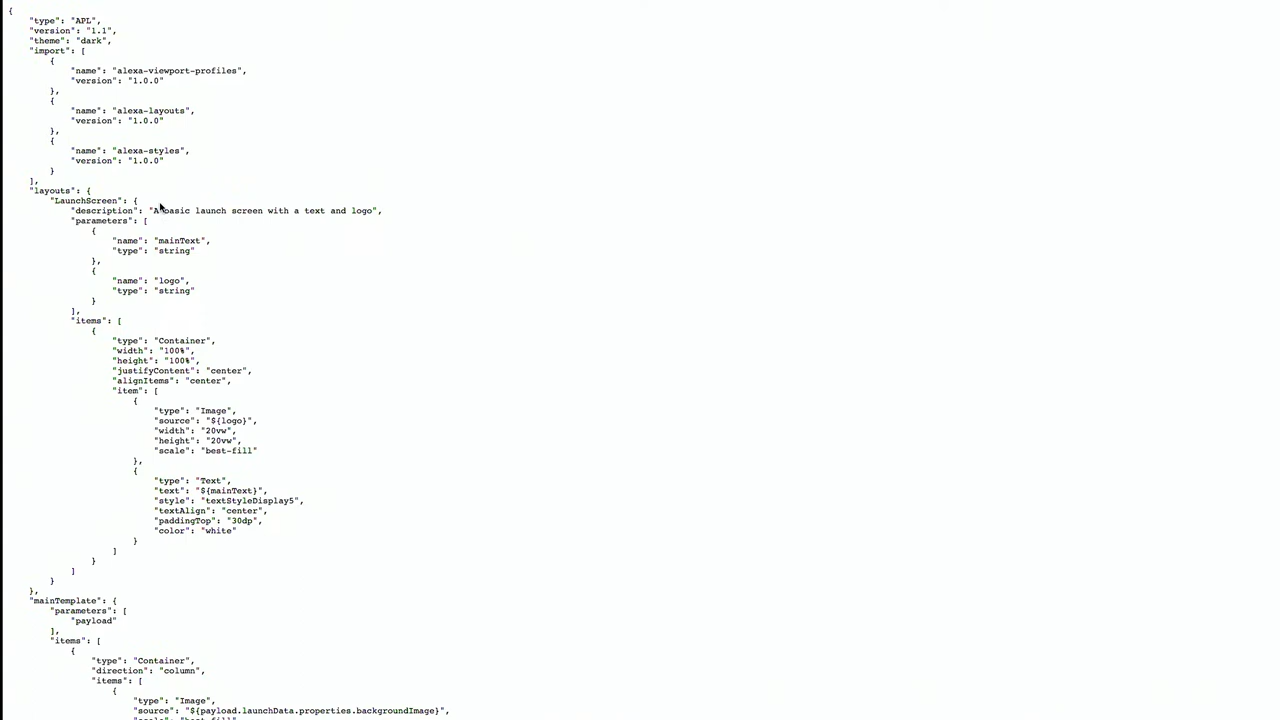 {
"type": "APL",
"version": "1.1",
"theme": "dark",
"import": [
{
"name": "alexa-viewport-profiles",
"version": "1.0.0"
},
{
"name": "alexa-layouts",
"version": "1.0.0"
},
{
"name": "alexa-styles",
"version": "1.0.0"
}
],
"layouts": {
"LaunchScreen": {
"description": "A basic launch screen with a text and logo",
"parameters": [
{
"name": "mainText",
"type": "string"
},
{
"name": "logo",
"type": "string"
}
],
"items": [
{
"type": "Container",
"width": "100%",
"height": "100%",
"justifyContent": "center",
"alignItems": "center",
"item": [
{
"type": "Image",
"source": "${logo}",
"width": "20vw",
"height": "20vw",
"scale": "best-fill"
},
{
"type": "Text",
"text": "${mainText}",
"style": "textStyleDisplay5",
"textAlign": "center",
"paddingTop": "30dp",
"color": "white"
}
]
}
]
}
},
"mainTemplate": {
"parameters": [
"payload"
],
"items": [
{
"type": "Container",
"direction": "column",
"items": [
{
"type": "Image",
"source": "${payload.launchData.properties.backgroundImage}",